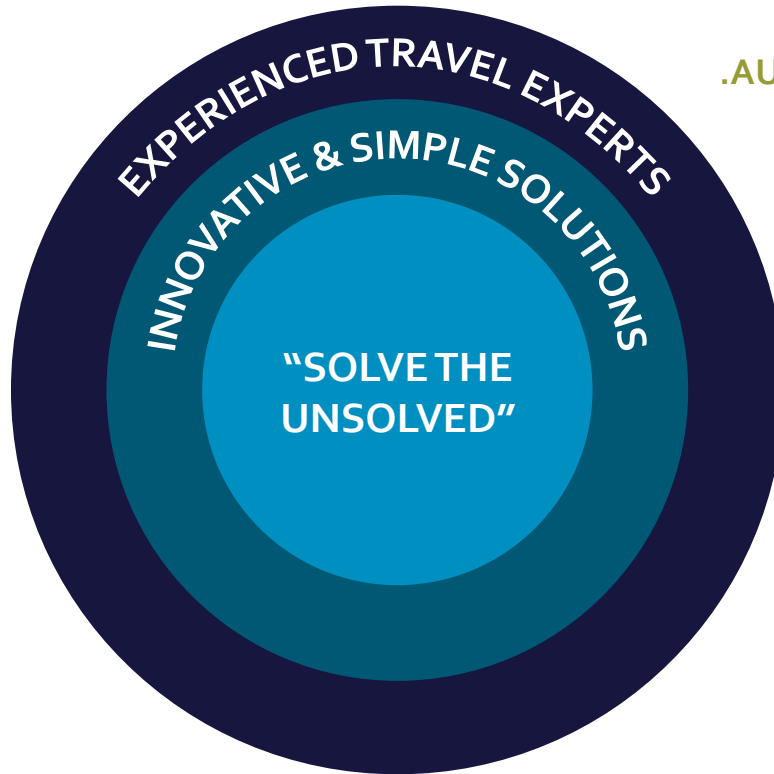 EXPERIENCED TRAVEL EXPERTS
.AU
INNOVATIVE & SIMPLE SOLUTIONS
“SOLVE THE
UNSOLVED”